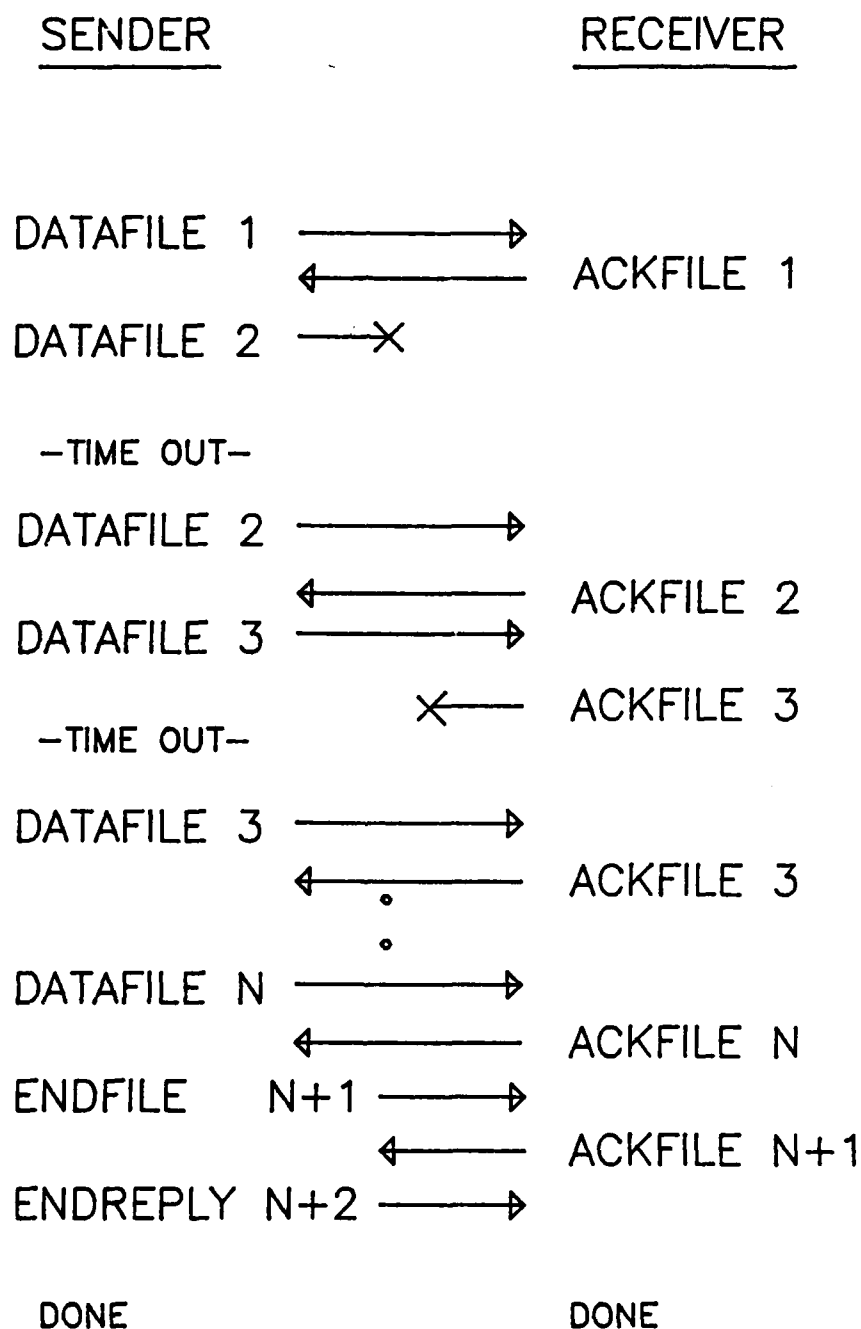 SENDER RECEIVER
DATAFILE 1
ACKFILE 1
DATAFILE 2
-TIME OUT-
DATAFILE 2
ACKFILE 2
DATAFILE 3
ACKFILE 3
-TIME OUT-
DATAFILE 3
ACKFILE 3
DATAFILE N
ACKFILE N
ENDFILE N+1
ACKFILE N+1
ENDREPLY N+2
DONE DONE